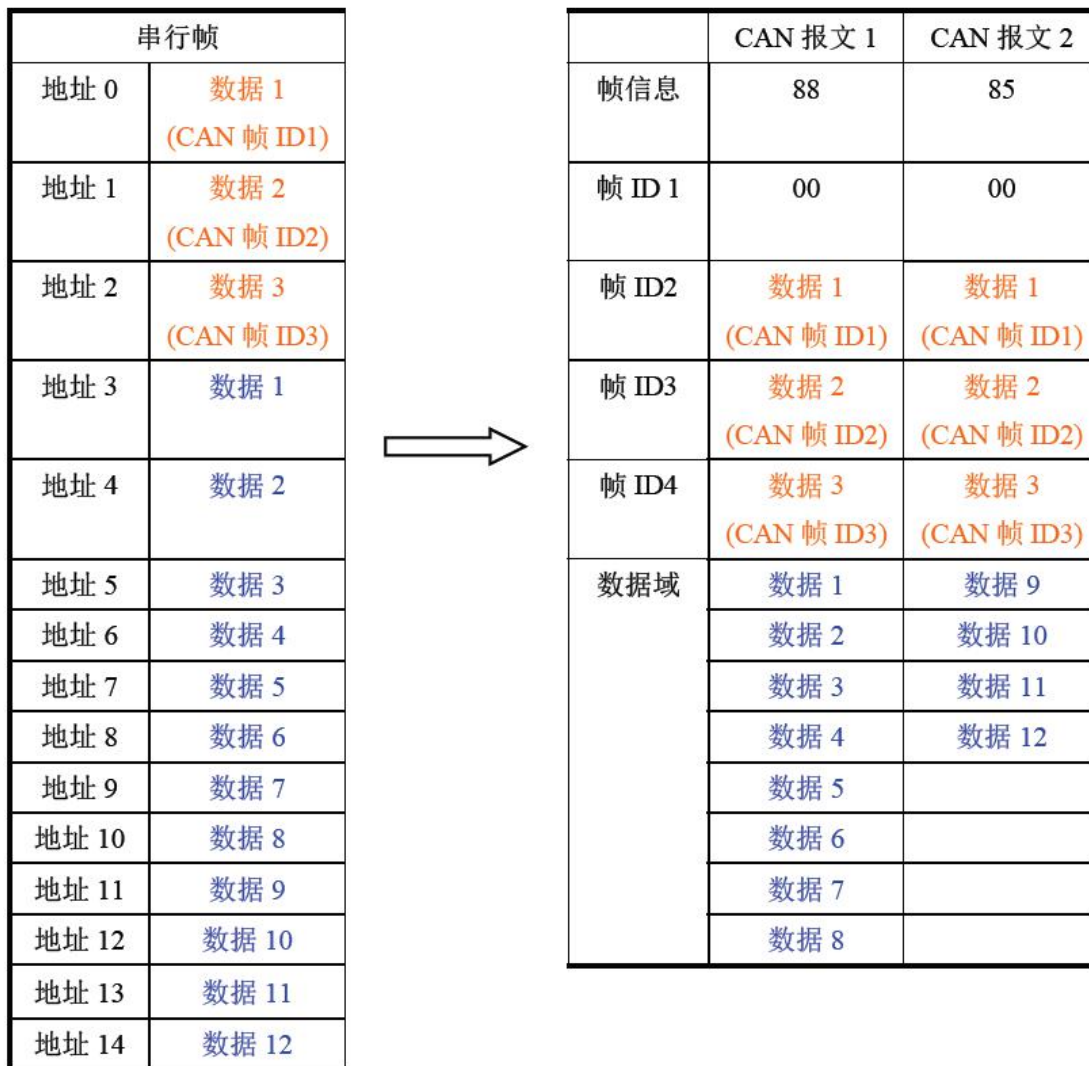 串行帧
地址 0 数据 1
(CAN 帧 ID1)
地址 1 数据 2
(CAN 帧 ID2)
地址 2 数据 3
(CAN 帧 ID3)
地址 3 数据 1
地址 4 数据 2
地址 5 数据 3
地址 6 数据 4
地址 7 数据 5
地址 8 数据 6
地址 9 数据 7
地址 10 数据 8
地址 11 数据 9
地址 12 数据 10
地址 13 数据 11
地址 14 数据 12
CAN 报文 1 CAN 报文 2
帧信息 88 85
帧 ID 1 00 00
帧 ID2 数据 1 数据 1
(CAN 帧 ID1) (CAN 帧 ID1)
帧 ID3 数据 2 数据 2
(CAN 帧 ID2) (CAN 帧 ID2)
帧 ID4 数据 3 数据 3
(CAN 帧 ID3) (CAN 帧 ID3)
数据域 数据 1 数据 9
数据 2 数据 10
数据 3 数据 11
数据 4 数据 12
数据 5
数据 6
数据 7
数据 8